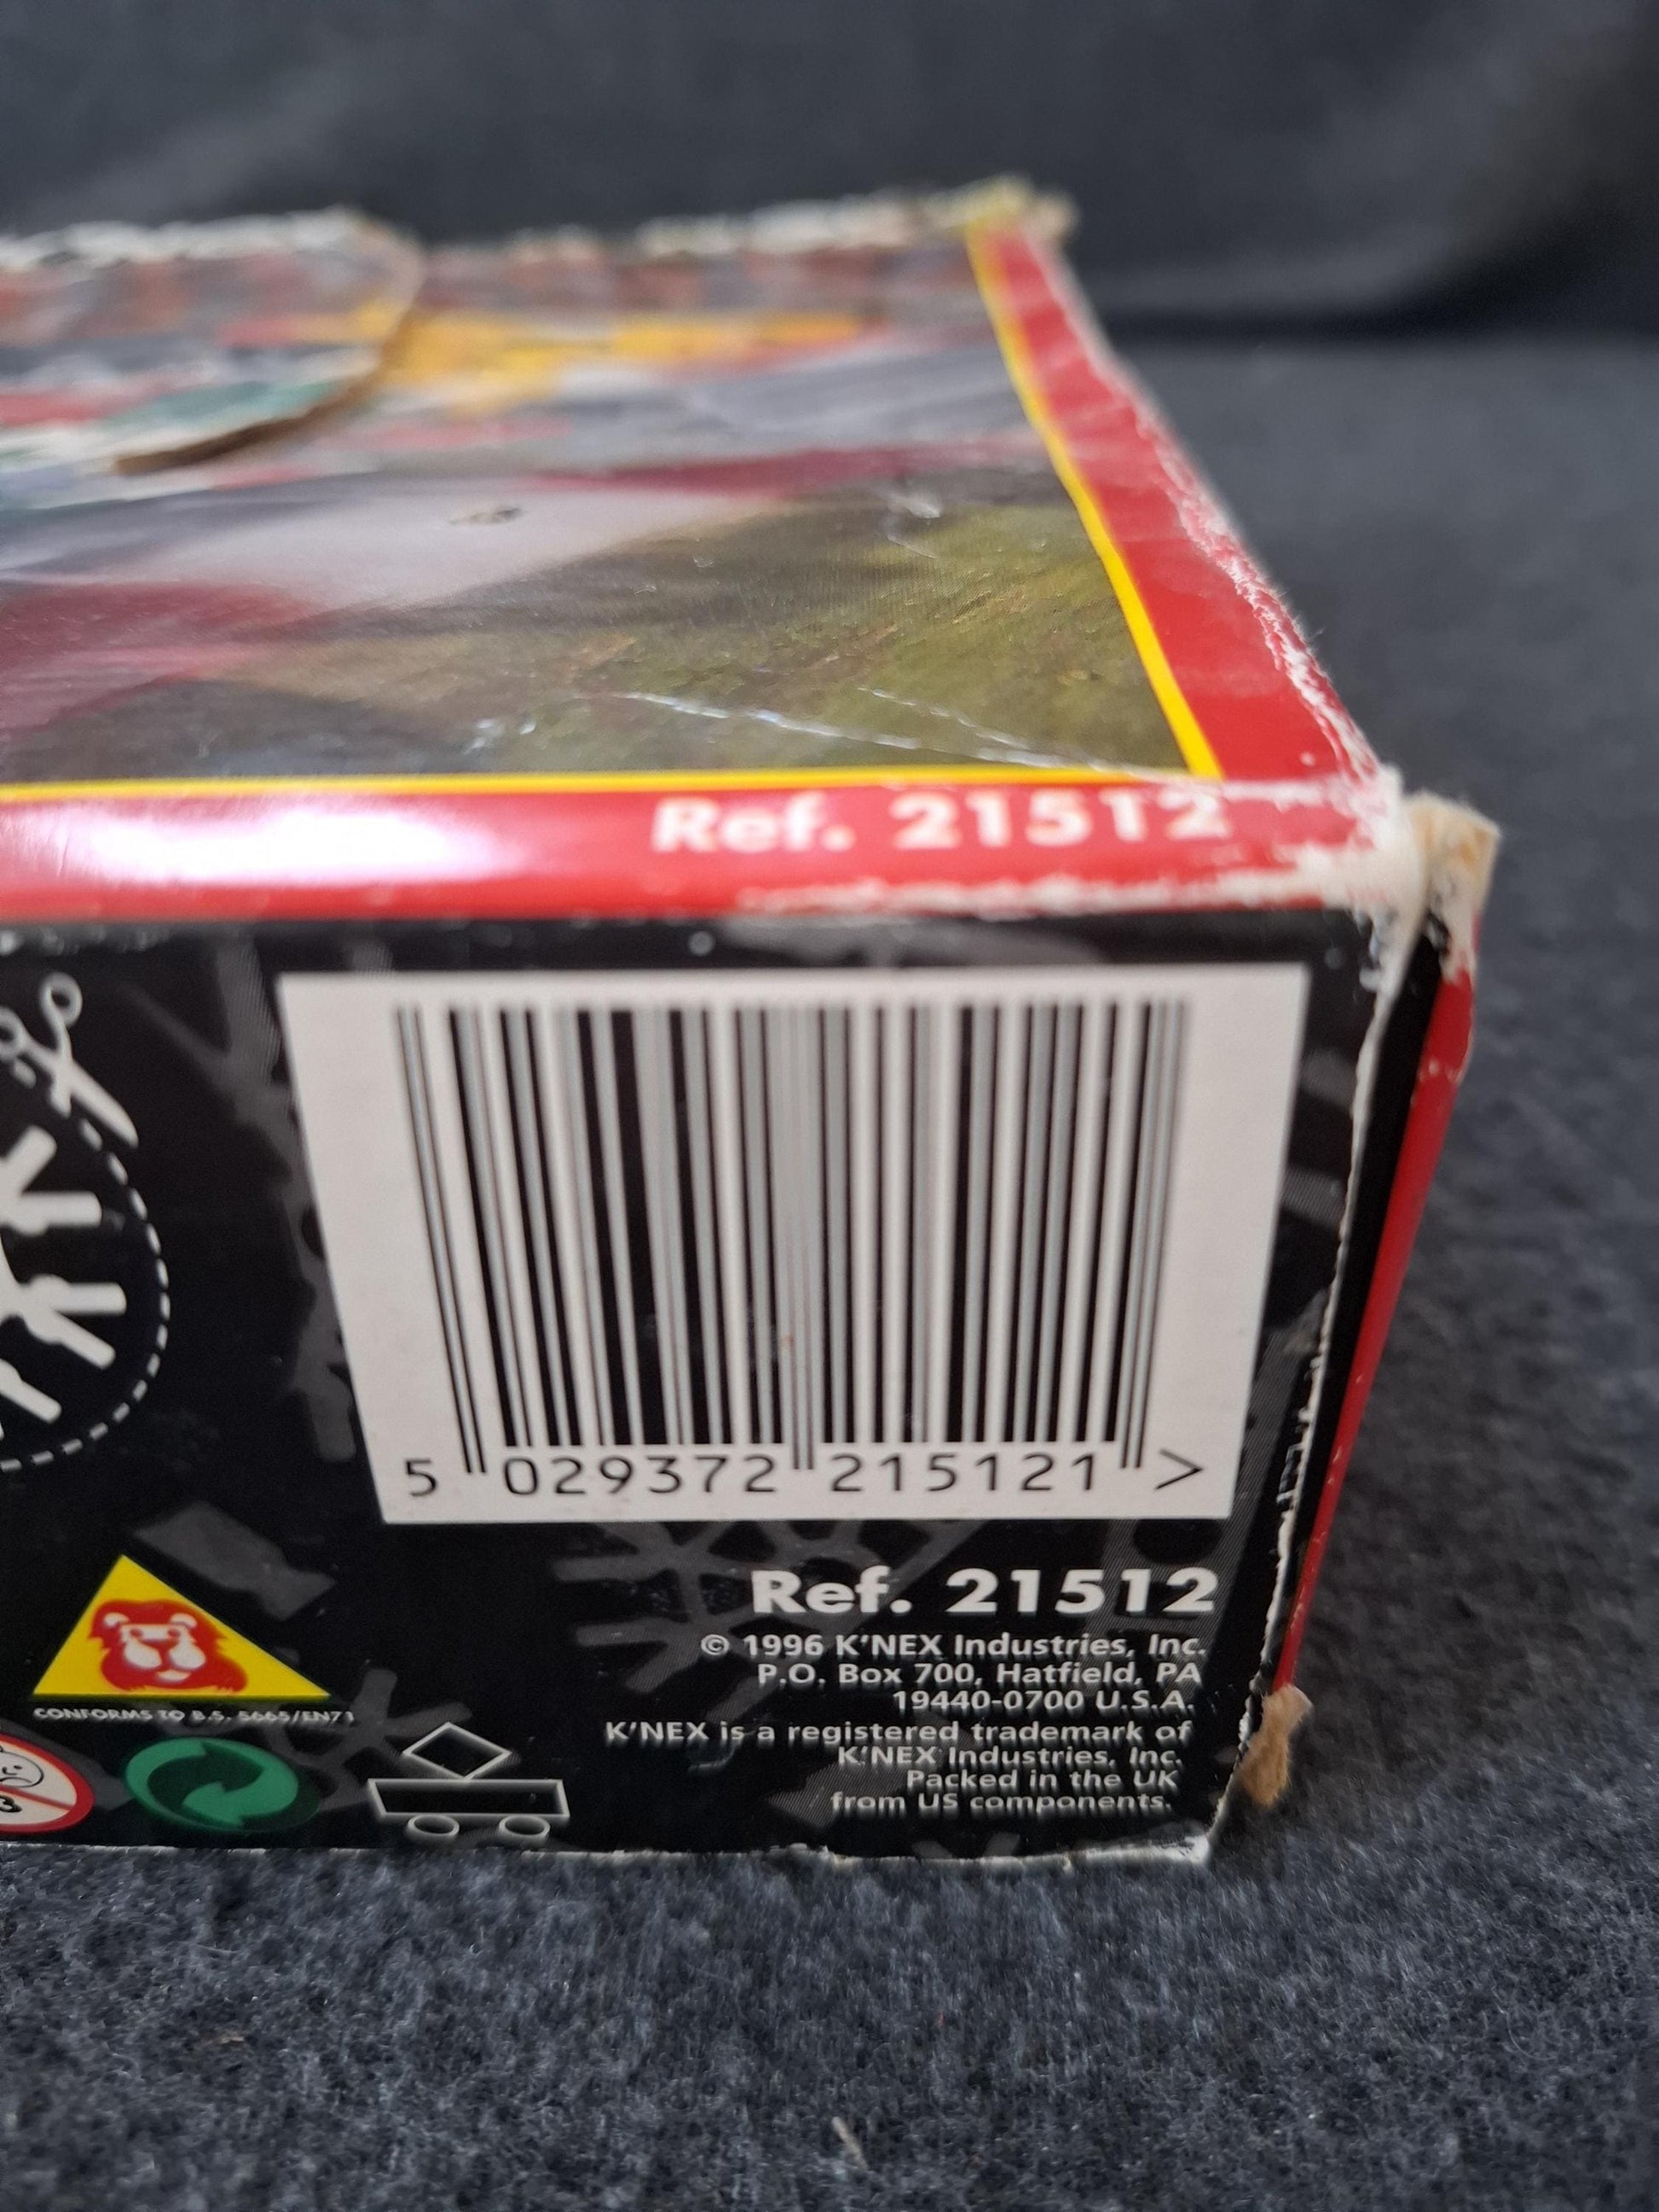 Ref. 21512
5 029372 215121 >
Ref. 21512
© 1996 K'NEX Industries, Inc.
P.O. Box 700, Hatfield, PA
19440-0700 U.S.A.
K'NEX is a registered trademark of
K'NEX Industries, Inc.
Packed in the UK
from US components.
CONFORMS TO B.S. 5665/EN71
3